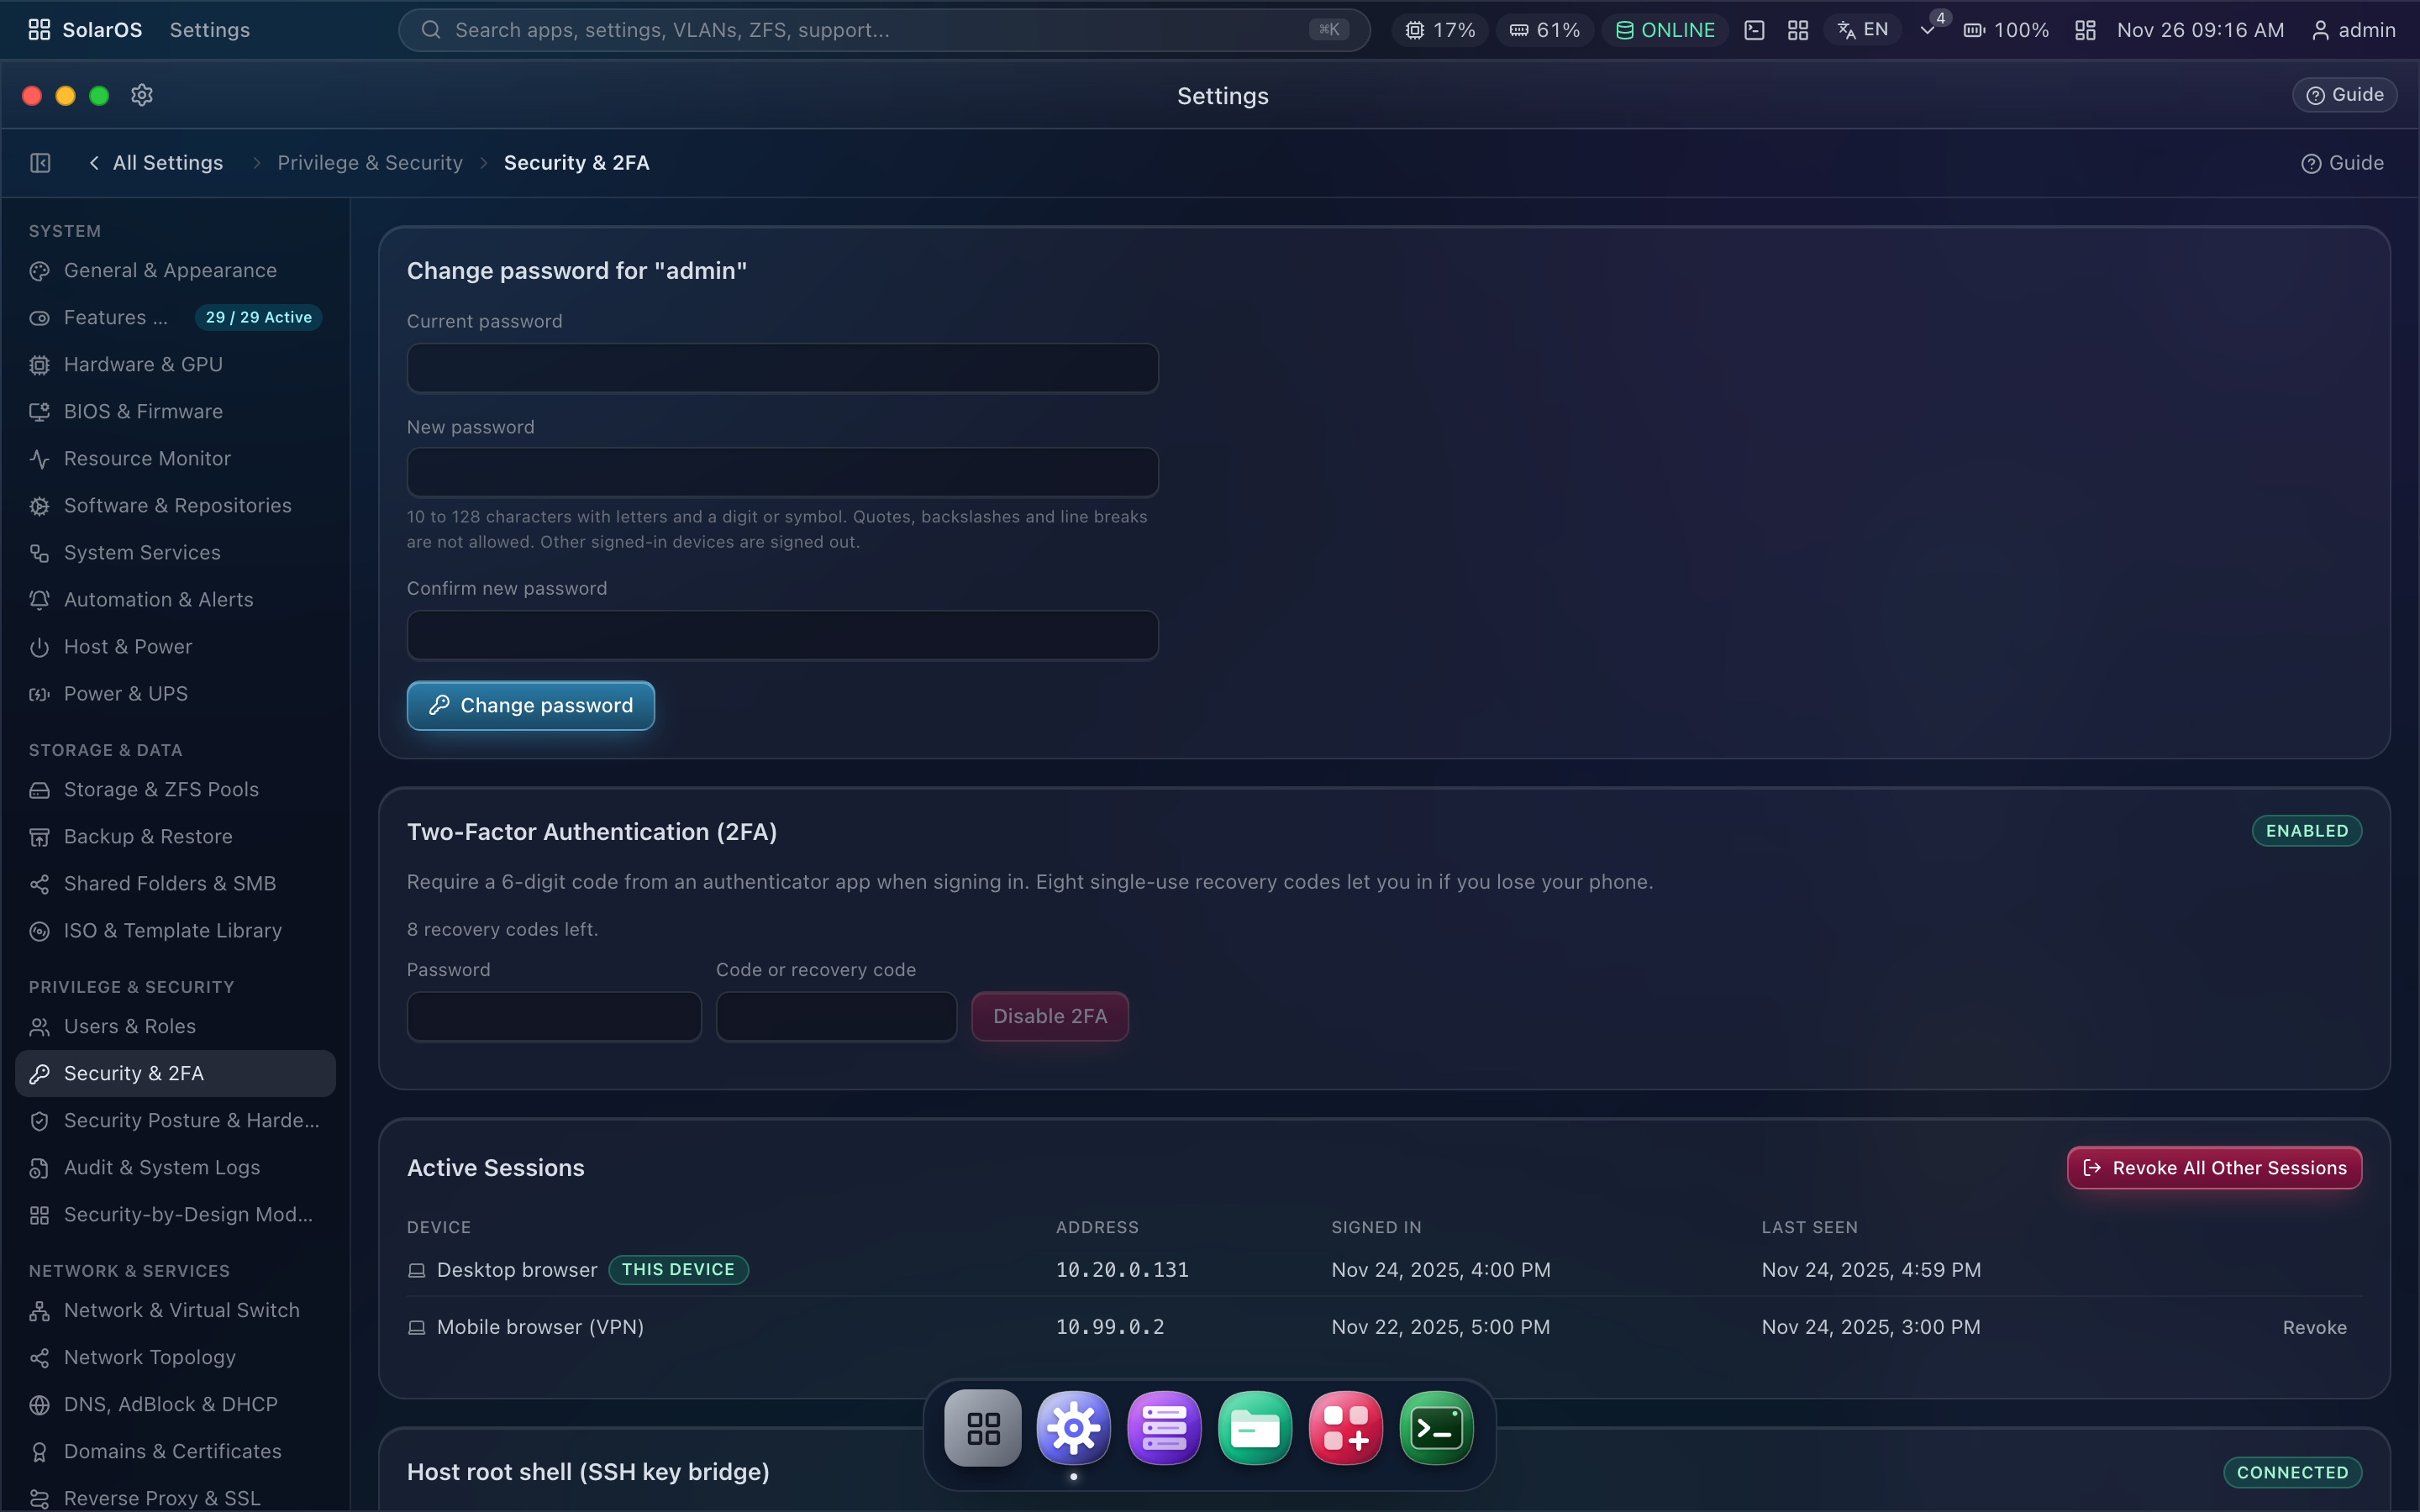 SolarOS Settings Search apps, settings, VLANs, ZFS, support... ⌘K 17% 61% ONLINE EN 4 100% Nov 26 09:16 AM admin
Settings Guide
All Settings Privilege & Security Security & 2FA Guide
SYSTEM
General & Appearance
Features ... 29 / 29 Active
Hardware & GPU
BIOS & Firmware
Resource Monitor
Software & Repositories
System Services
Automation & Alerts
Host & Power
Power & UPS
STORAGE & DATA
Storage & ZFS Pools
Backup & Restore
Shared Folders & SMB
ISO & Template Library
PRIVILEGE & SECURITY
Users & Roles
Security & 2FA
Security Posture & Harde...
Audit & System Logs
Security-by-Design Mod...
NETWORK & SERVICES
Network & Virtual Switch
Network Topology
DNS, AdBlock & DHCP
Domains & Certificates
Reverse Proxy & SSL
Change password for "admin"
Current password
New password
10 to 128 characters with letters and a digit or symbol. Quotes, backslashes and line breaks
are not allowed. Other signed-in devices are signed out.
Confirm new password
Change password
Two-Factor Authentication (2FA) ENABLED
Require a 6-digit code from an authenticator app when signing in. Eight single-use recovery codes let you in if you lose your phone.
8 recovery codes left.
Password Code or recovery code
Disable 2FA
Active Sessions Revoke All Other Sessions
DEVICE ADDRESS SIGNED IN LAST SEEN
Desktop browser THIS DEVICE 10.20.0.131 Nov 24, 2025, 4:00 PM Nov 24, 2025, 4:59 PM
Mobile browser (VPN) 10.99.0.2 Nov 22, 2025, 5:00 PM Nov 24, 2025, 3:00 PM Revoke
Host root shell (SSH key bridge) CONNECTED